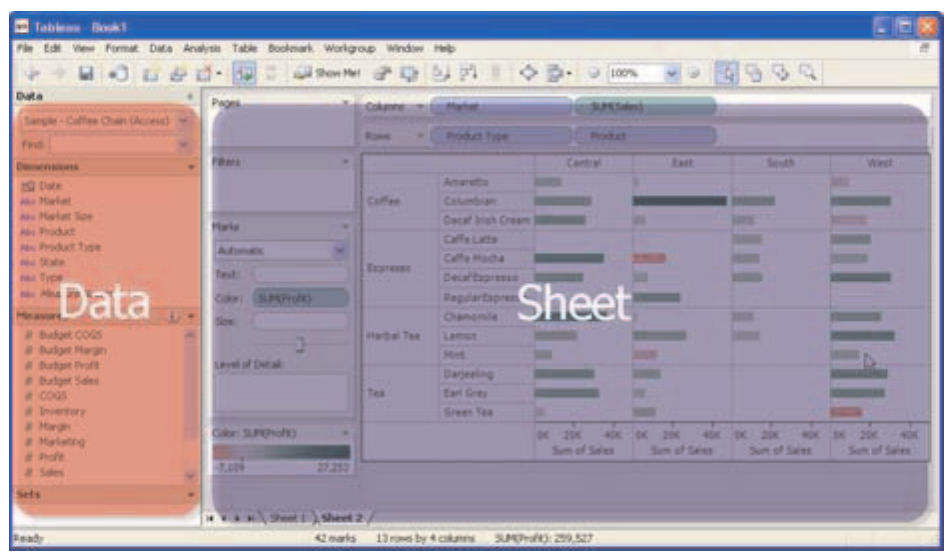 Tableau - Book1
File Edit View Format Data Analysis Table Bookmark Workgroup Window Help
Show Me! 100%
Data
Sample - Coffee Chain (Access)
Find:
Dimensions
Date
Abc Market
Abc Market Size
Abc Product
Abc Product Type
Abc State
Abc Type
Data
Measures
# Budget COGS
# Budget Margin
# Budget Profit
# Budget Sales
# COGS
# Inventory
# Margin
# Marketing
# Profit
# Sales
Sets
Pages
Filters
Marks
Automatic
Text:
Color: SUM(Profit)
Size:
Level of Detail:
Color: SUM(Profit)
-7,109 27,253
Columns Market SUM(Sales)
Rows Product Type Product
Central East South West
Coffee
Amaretto
Columbian
Decaf Irish Cream
Espresso
Caffe Latte
Caffe Mocha
Decaf Espresso
Sheet
Herbal Tea
Chamomile
Lemon
Mint
Tea
Darjeeling
Earl Grey
Green Tea
0K 20K 40K 0K 20K 40K 0K 20K 40K 0K 20K 40K
Sum of Sales Sum of Sales Sum of Sales Sum of Sales
Sheet 1 Sheet 2
Ready 42 marks 13 rows by 4 columns SUM(Profit): 259,527